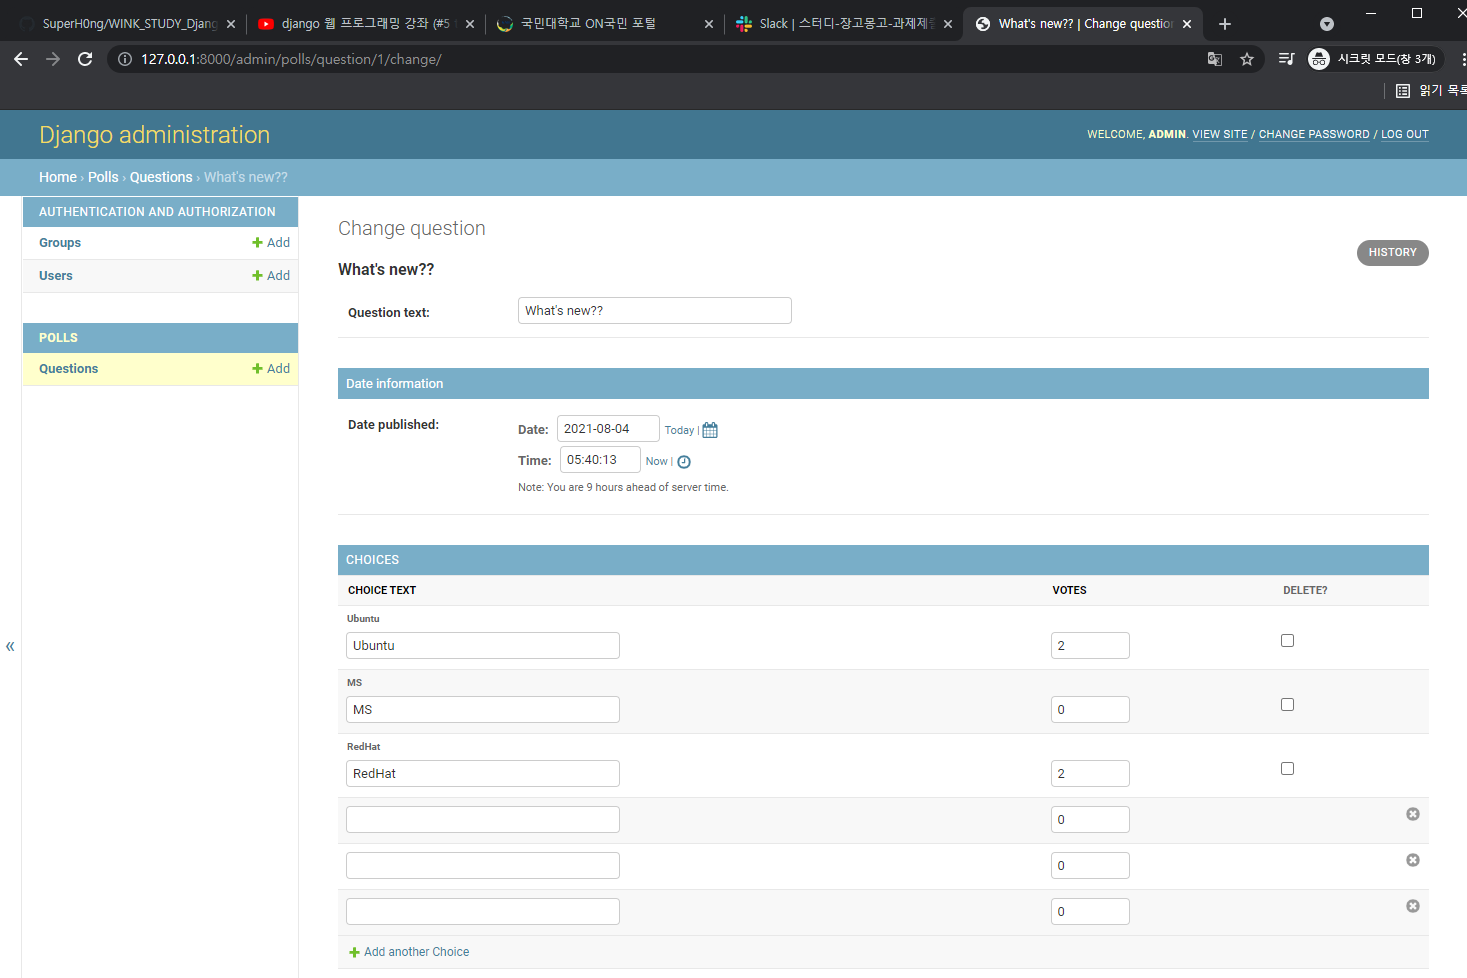 SuperH0ng/WINK_STUDY_Djang
django 웹 프로그래밍 강좌 (#5
국민대학교 ON국민 포털
Slack | 스터디-장고몽고-과제제출
What's new?? | Change question
127.0.0.1:8000/admin/polls/question/1/change/
시크릿 모드(창 3개)
읽기 목록
Django administration
WELCOME, ADMIN. VIEW SITE / CHANGE PASSWORD / LOG OUT
Home › Polls › Questions › What's new??
AUTHENTICATION AND AUTHORIZATION
Groups + Add
Users + Add
POLLS
Questions + Add
«
Change question
HISTORY
What's new??
Question text: What's new??
Date information
Date published:
Date: 2021-08-04 Today |
Time: 05:40:13 Now |
Note: You are 9 hours ahead of server time.
CHOICES
CHOICE TEXT VOTES DELETE?
Ubuntu
Ubuntu 2
MS
MS 0
RedHat
RedHat 2
0
0
0
+ Add another Choice